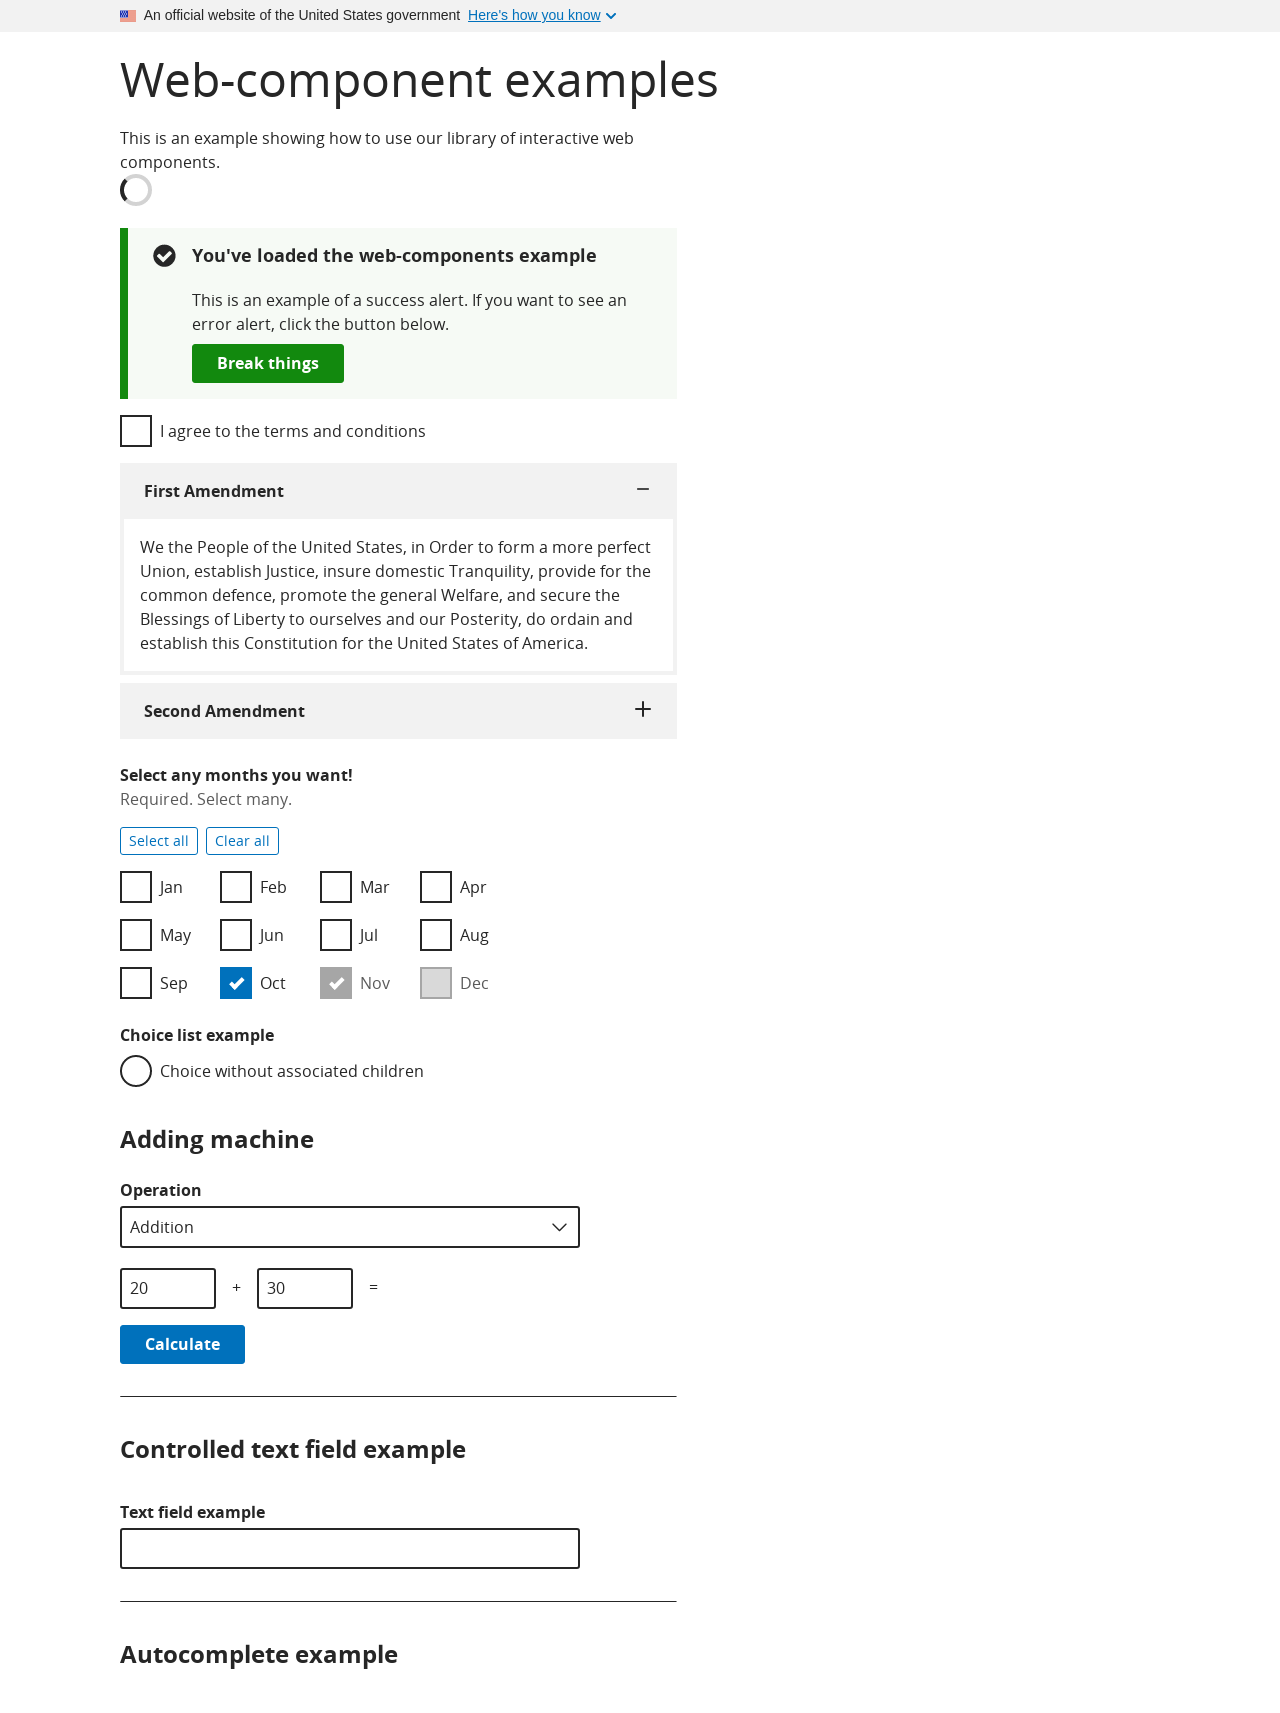 An official website of the United States government Here's how you know
Web-component examples
This is an example showing how to use our library of interactive web
components.
You've loaded the web-components example
This is an example of a success alert. If you want to see an
error alert, click the button below.
Break things
I agree to the terms and conditions
First Amendment
We the People of the United States, in Order to form a more perfect
Union, establish Justice, insure domestic Tranquility, provide for the
common defence, promote the general Welfare, and secure the
Blessings of Liberty to ourselves and our Posterity, do ordain and
establish this Constitution for the United States of America.
Second Amendment
Select any months you want!
Required. Select many.
Select all Clear all
Jan Feb Mar Apr
May Jun Jul Aug
Sep Oct Nov Dec
Choice list example
Choice without associated children
Adding machine
Operation
Addition
20 + 30 =
Calculate
Controlled text field example
Text field example
Autocomplete example